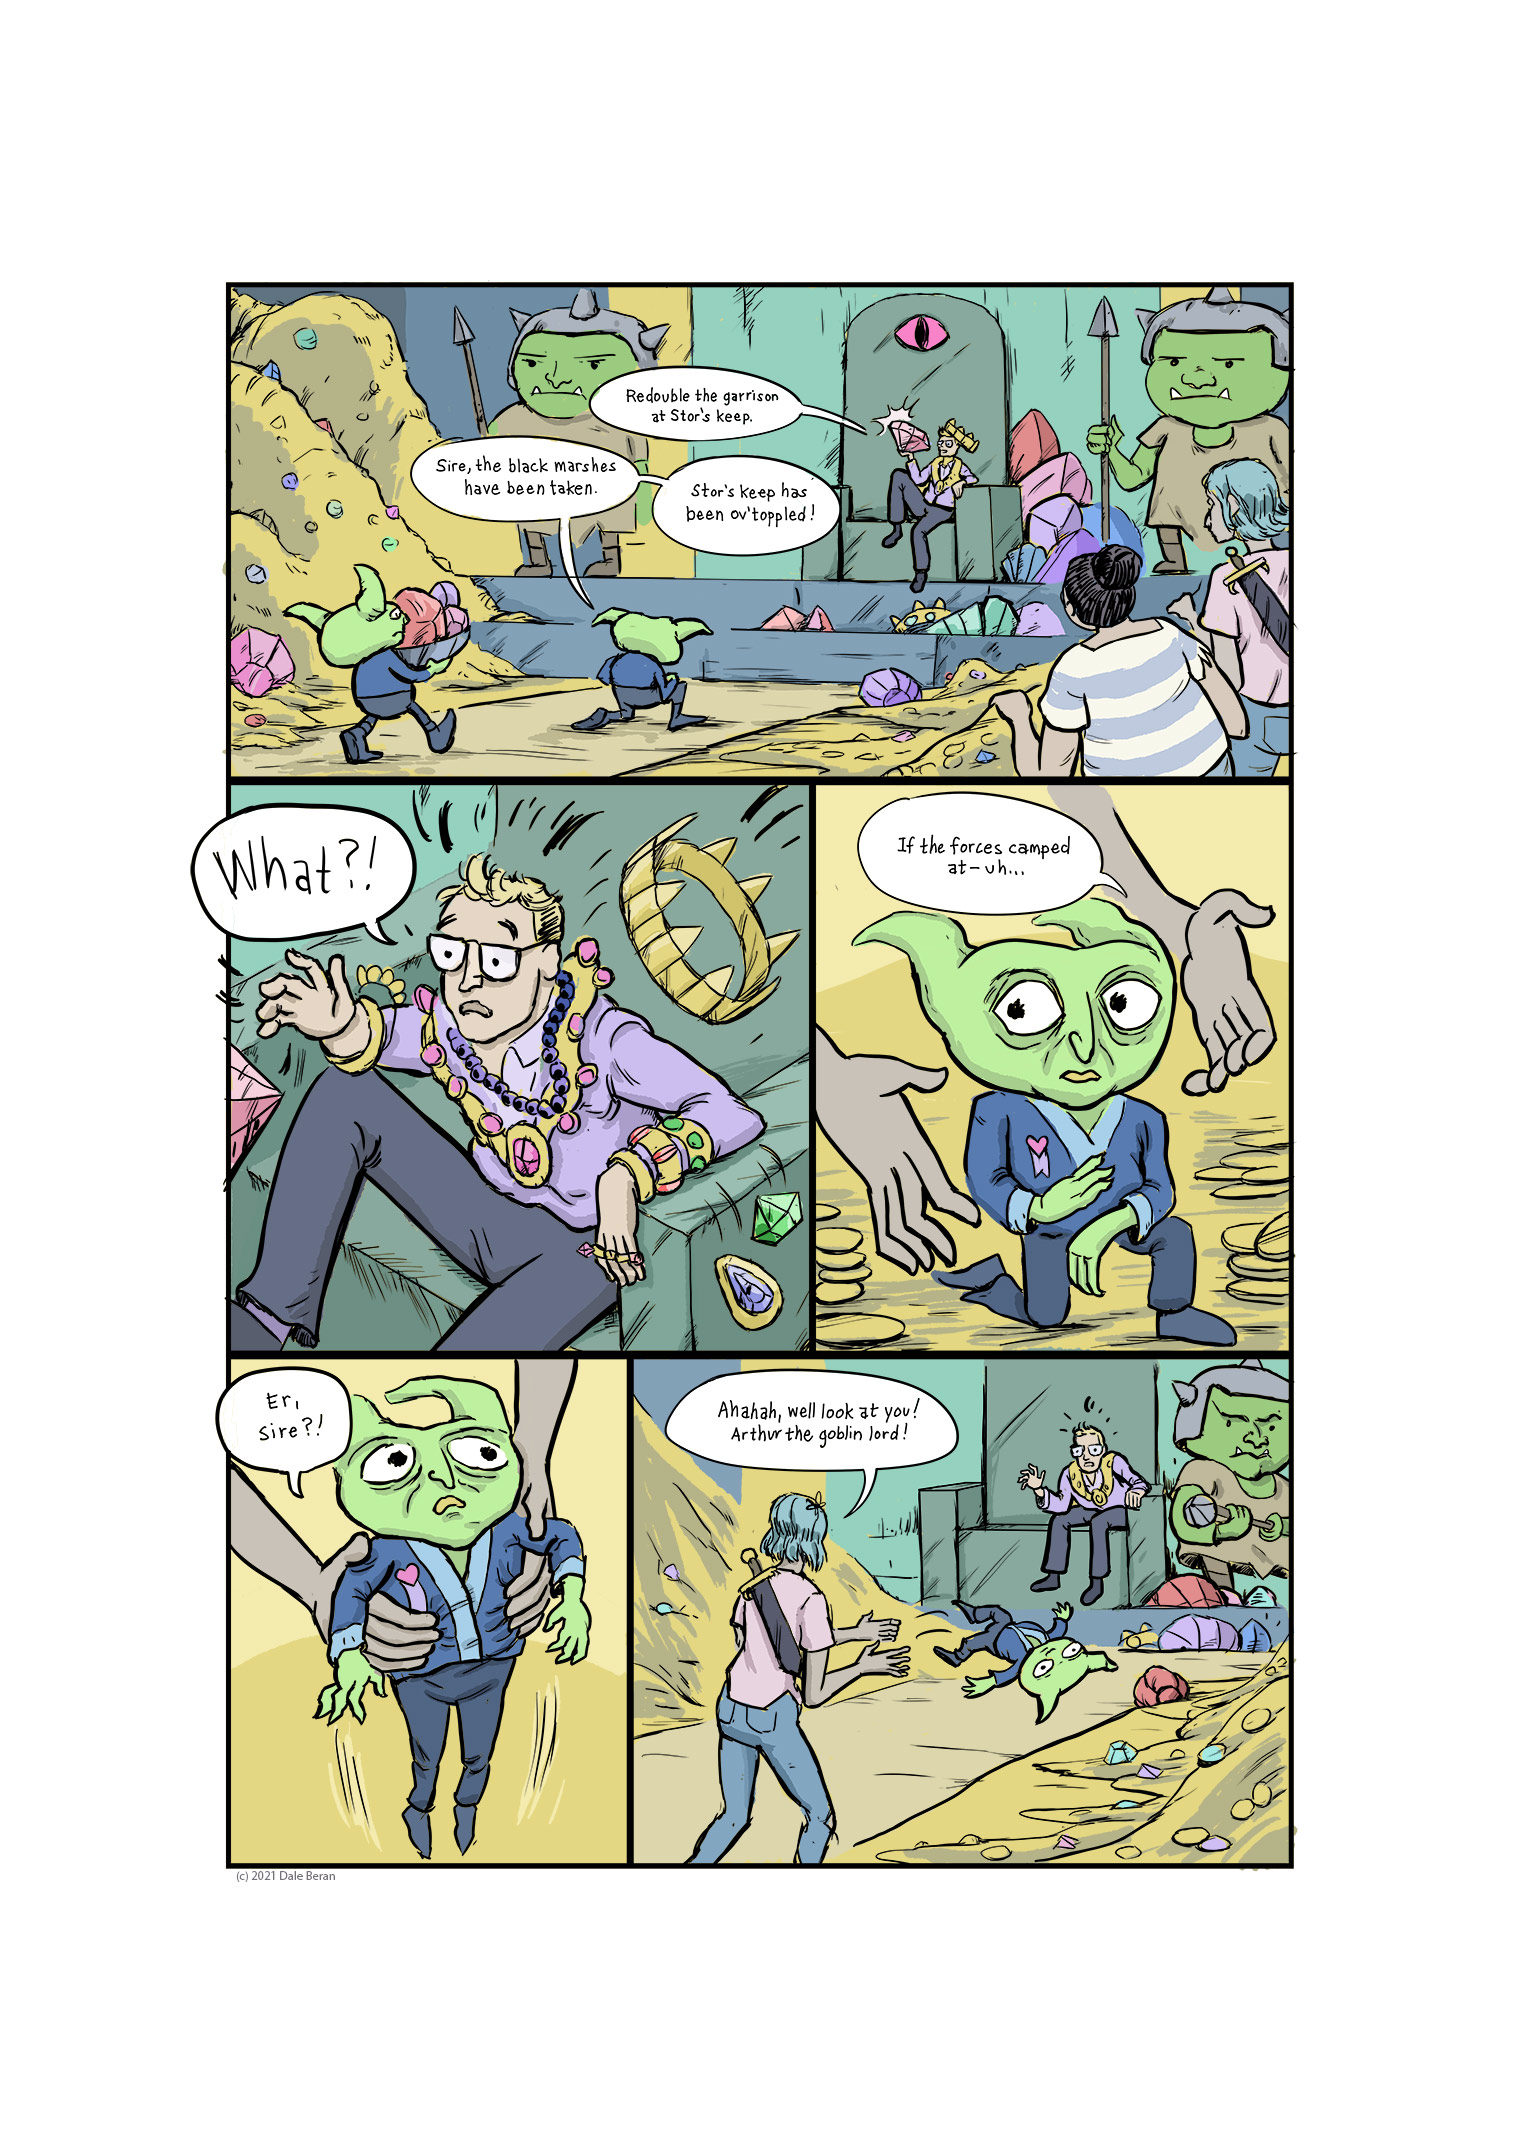 Redouble the garrison
at Stor's keep.
Sire, the black marshes
have been taken.
Stor's keep has
been ov'toppled!
What?!
If the forces camped
at-uh...
Er,
sire?!
Ahahah, well look at you!
Arthur the goblin lord!
(c) 2021 Dale Beran